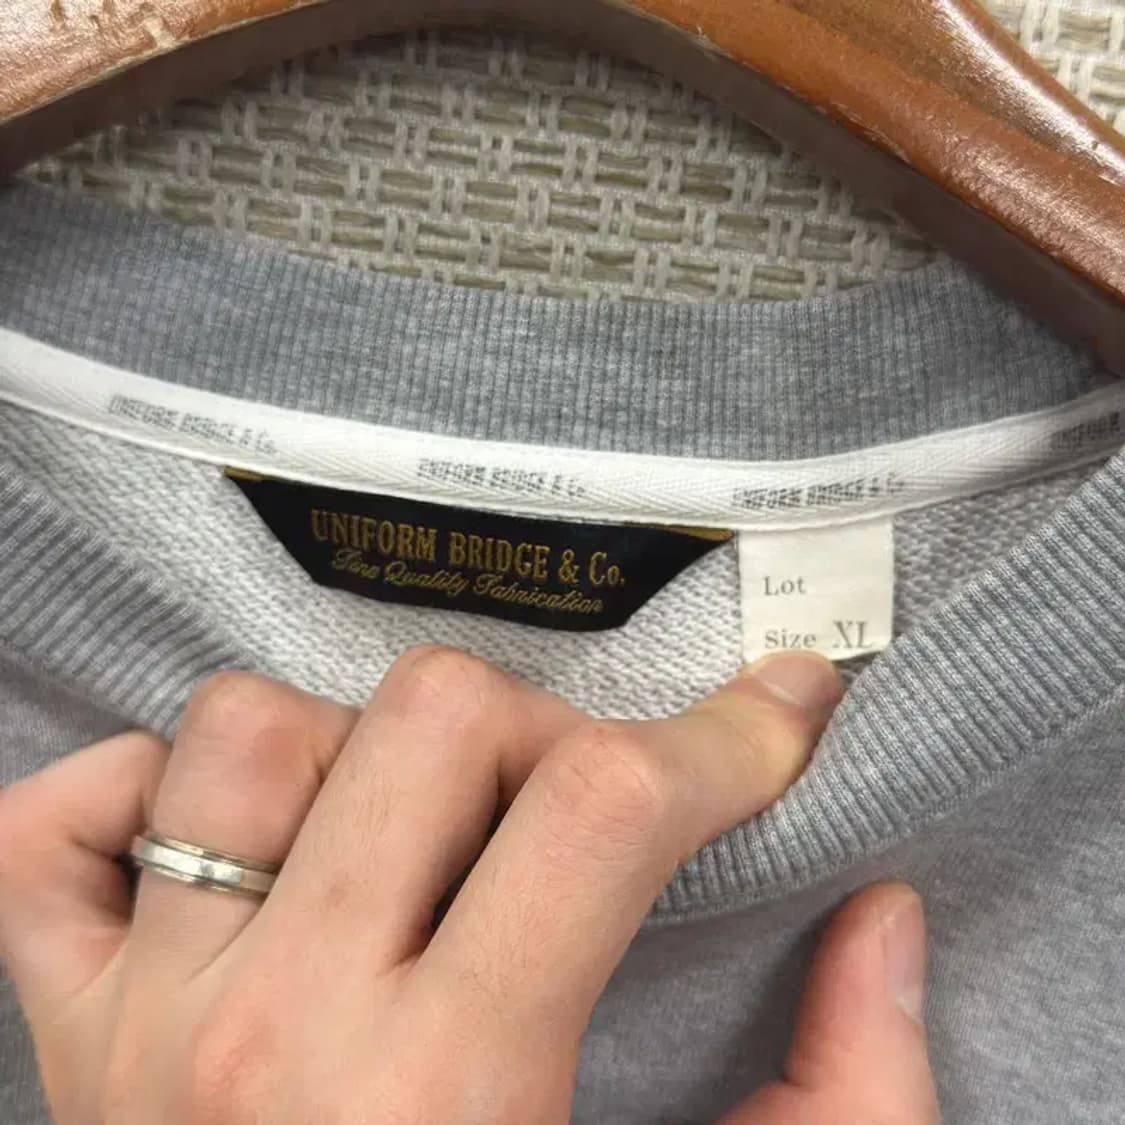 UNIFORM BRIDGE & Co.
UNIFORM BRIDGE & Co.
UNIFORM BRIDGE & Co.
UNIFORM BRIDGE & Co.
Fine Quality Fabrication
Lot
Size XL